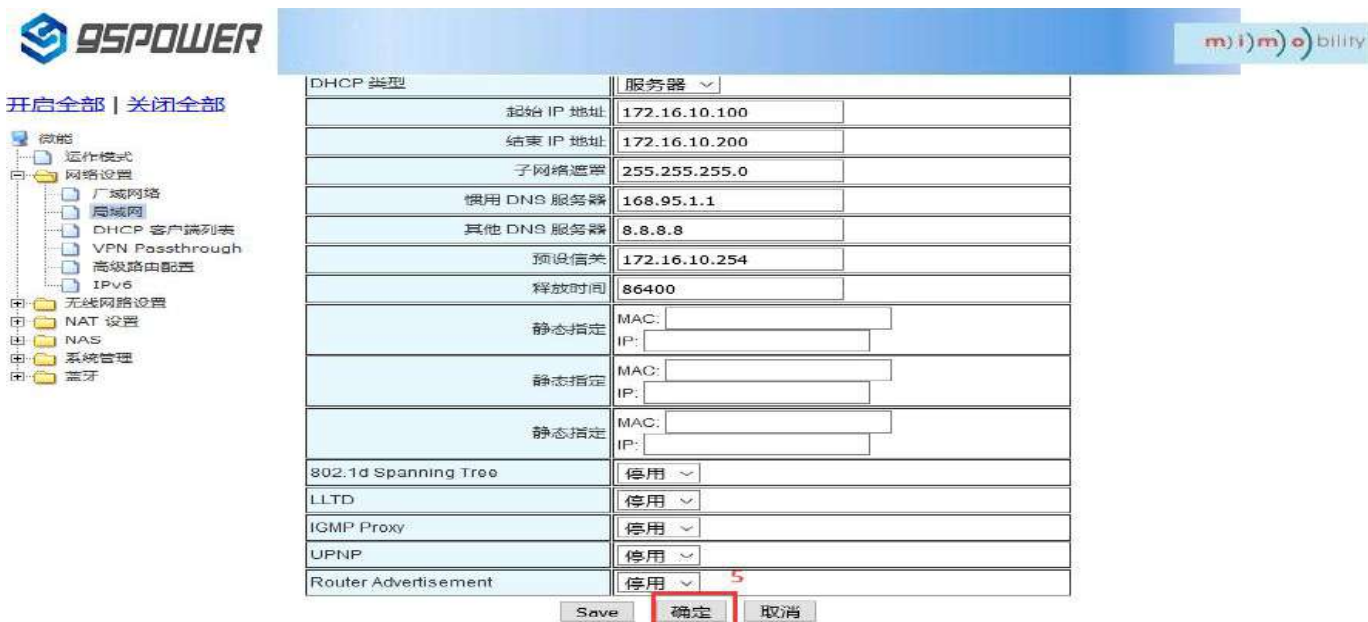 95POWER
m)i)m)o)bility
开启全部 | 关闭全部
微能
运作模式
网络设置
广域网络
局域网
DHCP 客户端列表
VPN Passthrough
高级路由配置
IPv6
无线网路设置
NAT 设置
NAS
系统管理
蓝牙
DHCP 类型 服务器
起始 IP 地址 172.16.10.100
结束 IP 地址 172.16.10.200
子网络遮罩 255.255.255.0
惯用 DNS 服务器 168.95.1.1
其他 DNS 服务器 8.8.8.8
预设信关 172.16.10.254
释放时间 86400
静态指定 MAC:
IP:
静态指定 MAC:
IP:
静态指定 MAC:
IP:
802.1d Spanning Tree 停用
LLTD 停用
IGMP Proxy 停用
UPNP 停用
Router Advertisement 停用
5
Save 确定 取消